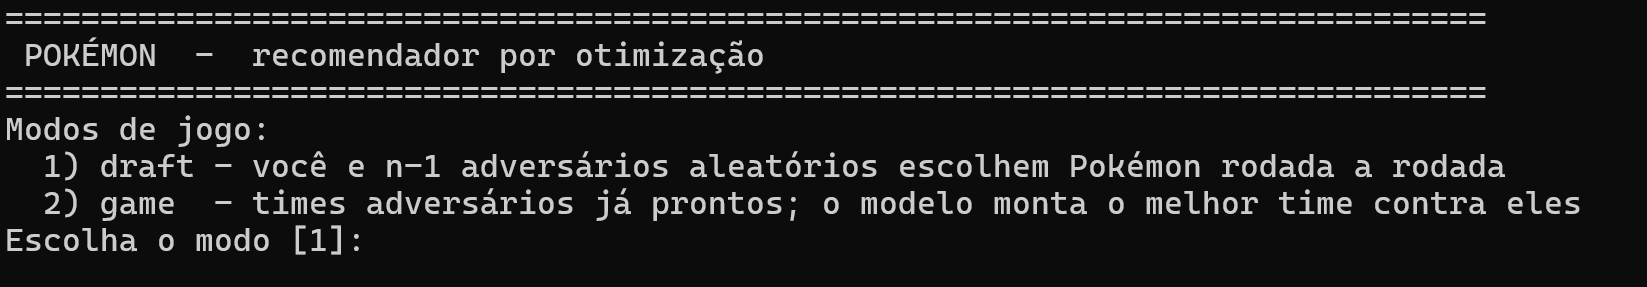 ==============================================================================
 POKÉMON  -  recomendador por otimização
==============================================================================
Modos de jogo:
  1) draft - você e n-1 adversários aleatórios escolhem Pokémon rodada a rodada
  2) game  - times adversários já prontos; o modelo monta o melhor time contra eles
Escolha o modo [1]: